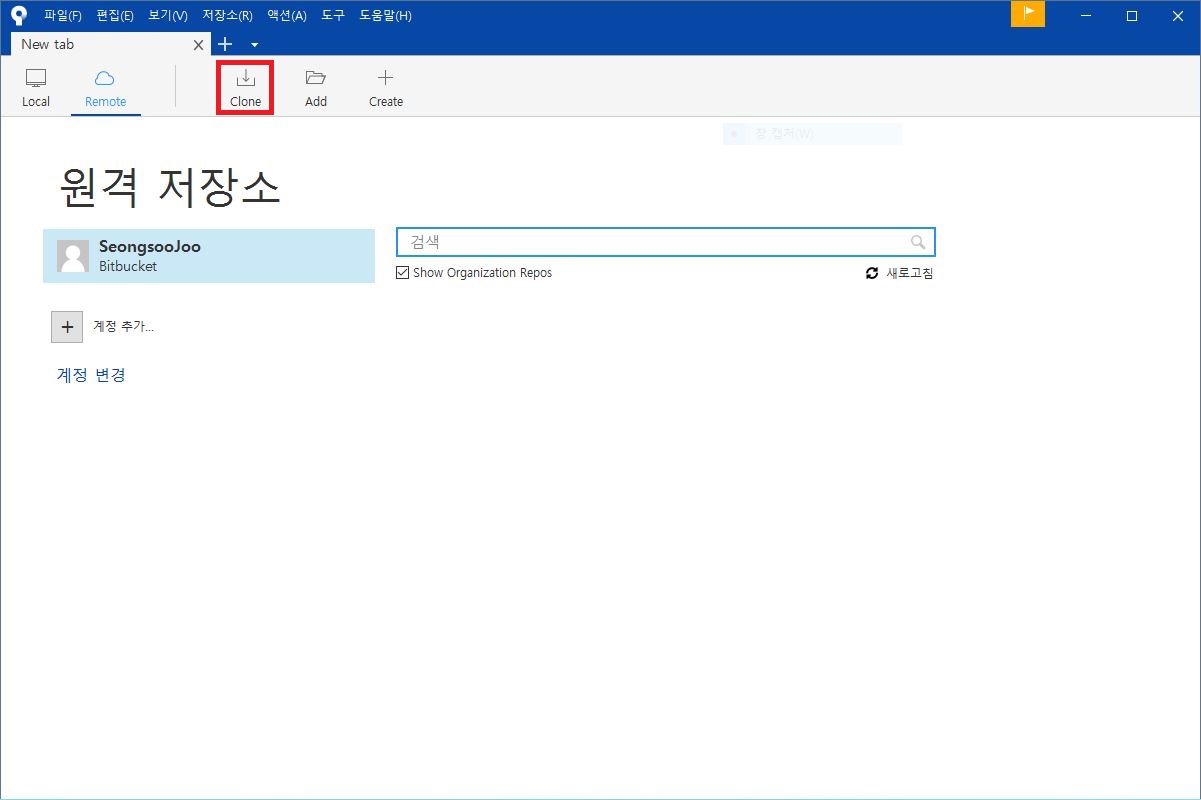 파일(F) 편집(E) 보기(V) 저장소(R) 액션(A) 도구 도움말(H)
New tab
Local Remote Clone Add Create
창 캡처(W)
원격 저장소
SeongsooJoo
Bitbucket
검색
Show Organization Repos 새로고침
계정 추가...
계정 변경